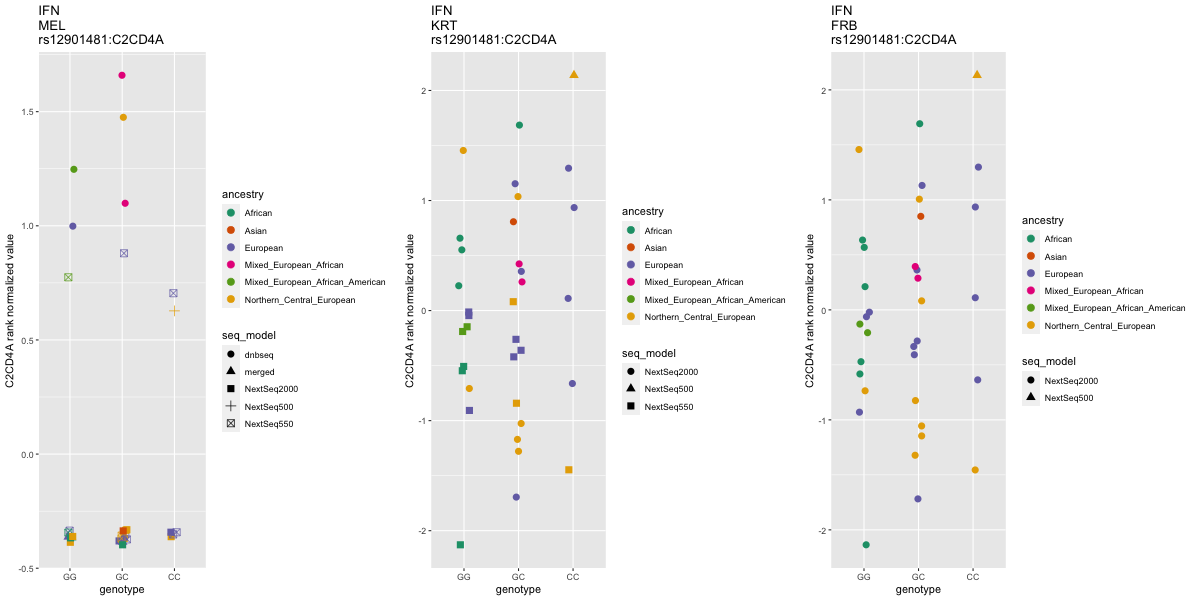 IFN
MEL
rs12901481:C2CD4A
C2CD4A rank normalized value
1.5
1.0
0.5
0.0
-0.5
GG GC CC
genotype
ancestry
African
Asian
European
Mixed_European_African
Mixed_European_African_American
Northern_Central_European
seq_model
dnbseq
merged
NextSeq2000
NextSeq500
NextSeq550
IFN
KRT
rs12901481:C2CD4A
C2CD4A rank normalized value
2
1
0
-1
-2
GG GC CC
genotype
ancestry
African
Asian
European
Mixed_European_African
Mixed_European_African_American
Northern_Central_European
seq_model
NextSeq2000
NextSeq500
NextSeq550
IFN
FRB
rs12901481:C2CD4A
C2CD4A rank normalized value
2
1
0
-1
-2
GG GC CC
genotype
ancestry
African
Asian
European
Mixed_European_African
Mixed_European_African_American
Northern_Central_European
seq_model
NextSeq2000
NextSeq500